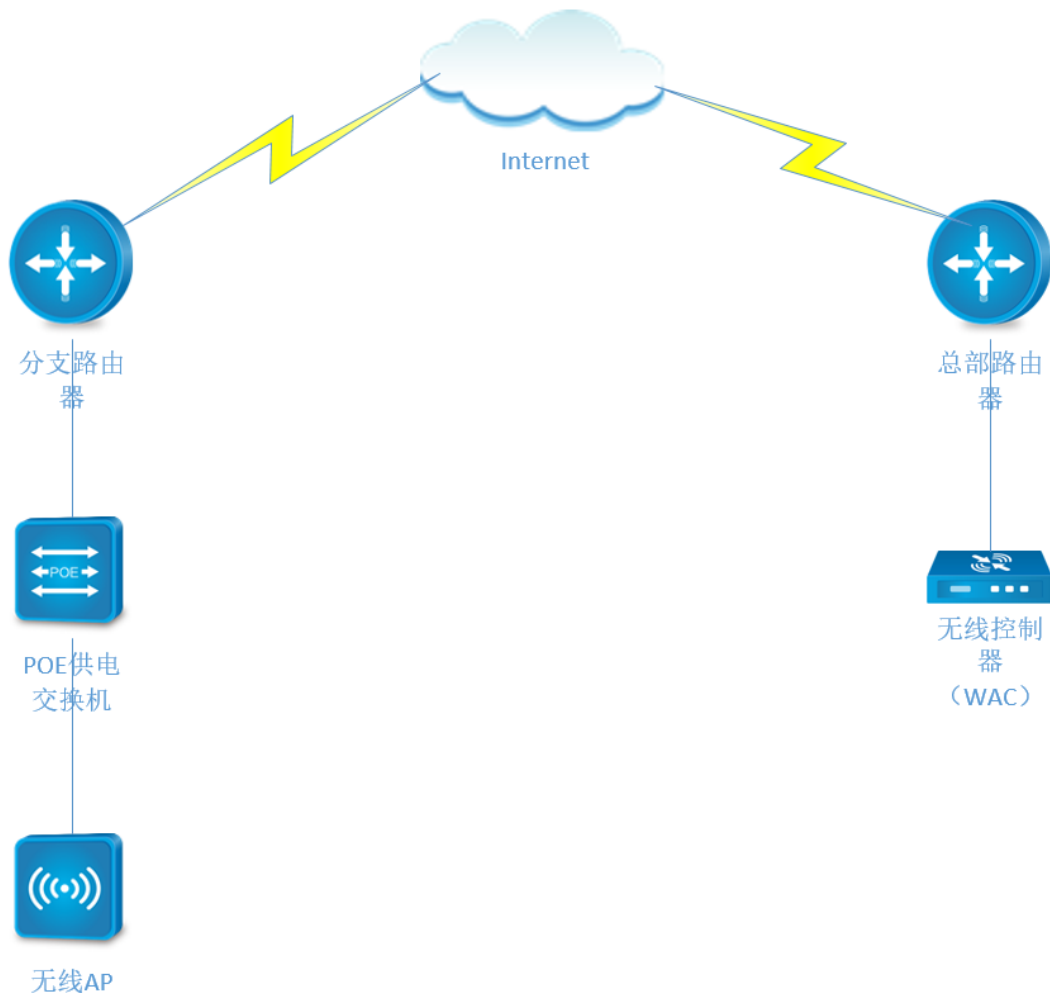 Internet
分支路由
器
总部路由
器
POE
POE供电
交换机
无线控制
器
（WAC）
无线AP